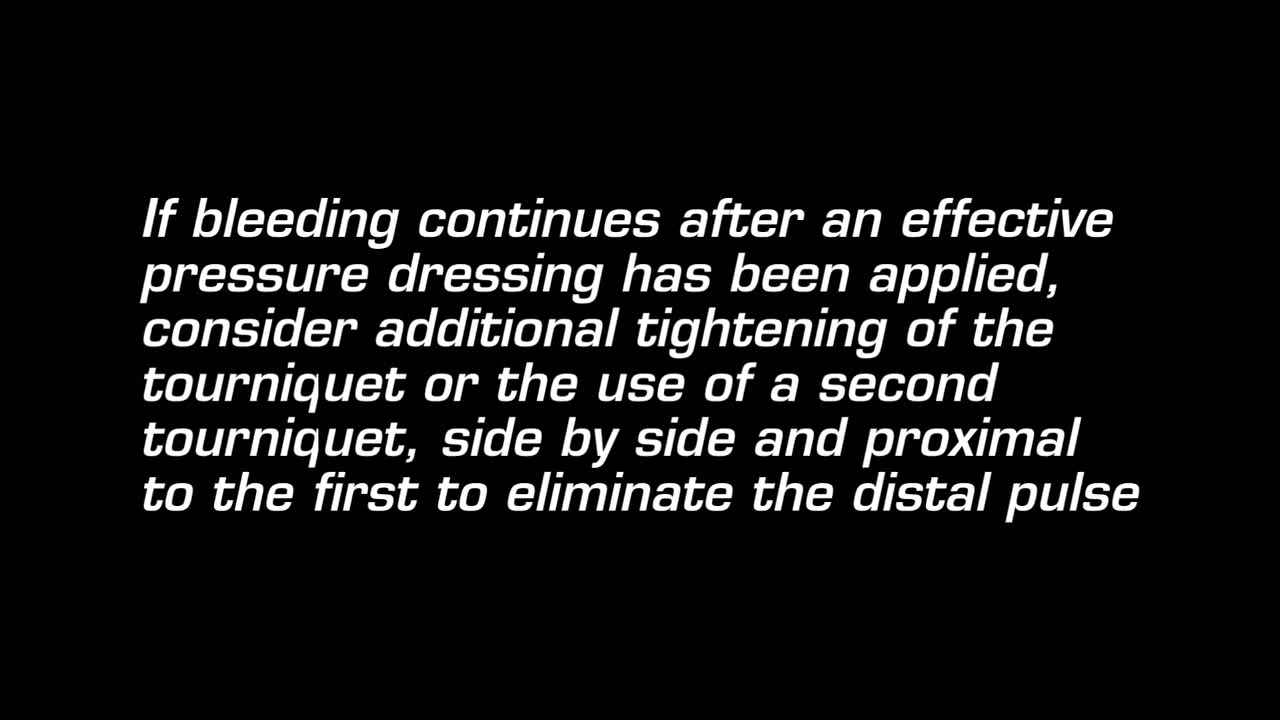 If bleeding continues after an effective
pressure dressing has been applied,
consider additional tightening of the
tourniquet or the use of a second
tourniquet, side by side and proximal
to the first to eliminate the distal pulse